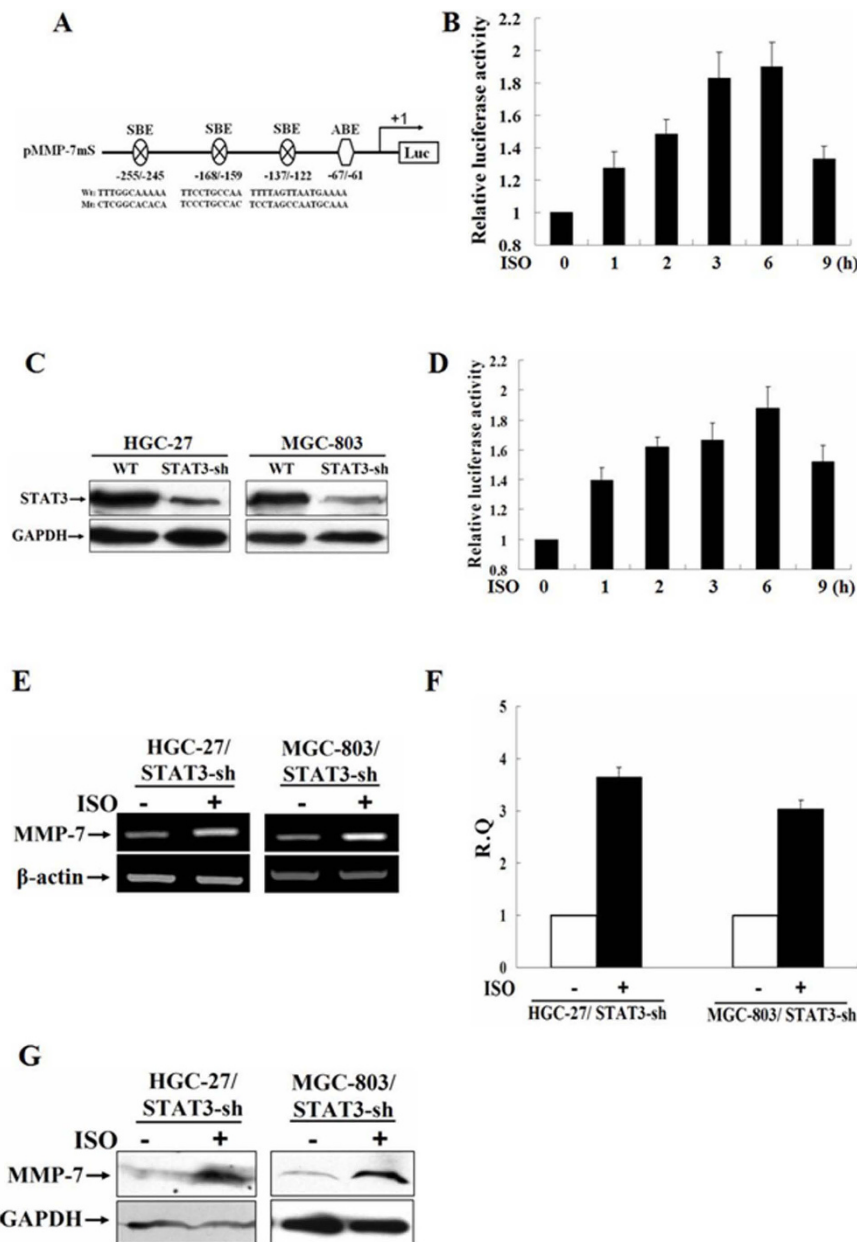 A
SBE SBE SBE ABE +1
pMMP-7mS Luc
-255/-245 -168/-159 -137/-122 -67/-61
Wt: TTTGGCAAAAA TTCCTGCCAA TTTTAGTTAATGAAAA
Mt: CTCGGCACACA TCCCTGCCAC TCCTAGCCAATGCAAA
B
Relative luciferase activity
2.2
2
1.8
1.6
1.4
1.2
1
0.8
ISO 0 1 2 3 6 9 (h)
C
HGC-27 MGC-803
WT STAT3-sh WT STAT3-sh
STAT3
GAPDH
D
Relative luciferase activity
2.2
2
1.8
1.6
1.4
1.2
1
0.8
ISO 0 1 2 3 6 9 (h)
E
HGC-27/ MGC-803/
STAT3-sh STAT3-sh
ISO - + - +
MMP-7
β-actin
F
R.Q
5
4
3
2
1
0
ISO - + - +
HGC-27/ STAT3-sh MGC-803/ STAT3-sh
G
HGC-27/ MGC-803/
STAT3-sh STAT3-sh
ISO - + - +
MMP-7
GAPDH